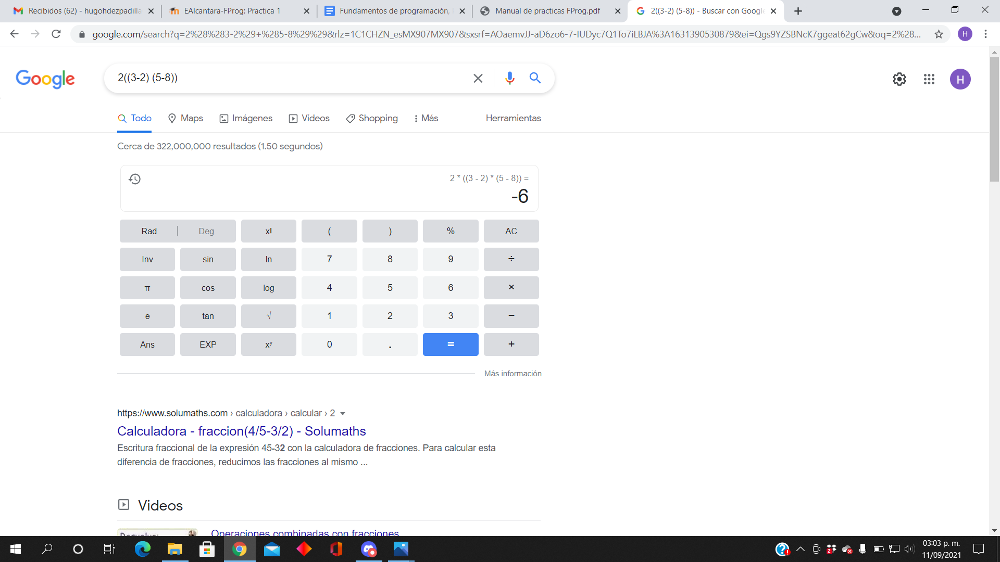 Recibidos (62) - hugohdezpadilla
EAlcantara-FProg: Practica 1
Fundamentos de programación,
Manual de practicas FProg.pdf
2((3-2) (5-8)) - Buscar con Google
google.com/search?q=2%28%283-2%29+%285-8%29%29&rlz=1C1CHZN_esMX907MX907&sxsrf=AOaemvJJ-aD6zo6-7-IUDyc7Q1To7iLBJA%3A1631390530879&ei=Qgs9YZSBNcK7ggeat62gCw&oq=2%28...
H
Google
2((3-2) (5-8))
H
Todo
Maps
Imágenes
Vídeos
Shopping
Más
Herramientas
Cerca de 322,000,000 resultados (1.50 segundos)
2 * ((3 - 2) * (5 - 8)) =
-6
Rad | Deg x! ( ) % AC
Inv sin ln 7 8 9 ÷
π cos log 4 5 6 ×
e tan √ 1 2 3 −
Ans EXP xʸ 0 . = +
Más información
https://www.solumaths.com › calculadora › calcular › 2
Calculadora - fraccion(4/5-3/2) - Solumaths
Escritura fraccional de la expresión 45-32 con la calculadora de fracciones. Para calcular esta
diferencia de fracciones, reducimos las fracciones al mismo ...
Videos
Operaciones combinadas con fracciones
03:03 p. m.
11/09/2021